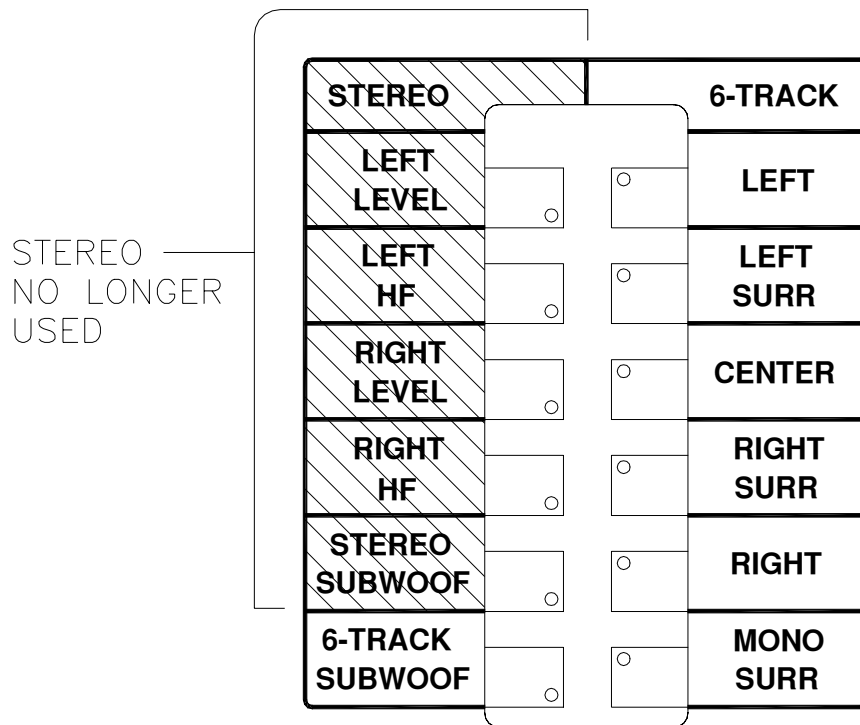 STEREO
6-TRACK
LEFT
LEVEL
LEFT
LEFT
HF
LEFT
SURR
STEREO
NO LONGER
USED
RIGHT
LEVEL
CENTER
RIGHT
HF
RIGHT
SURR
STEREO
SUBWOOF
RIGHT
6-TRACK
SUBWOOF
MONO
SURR